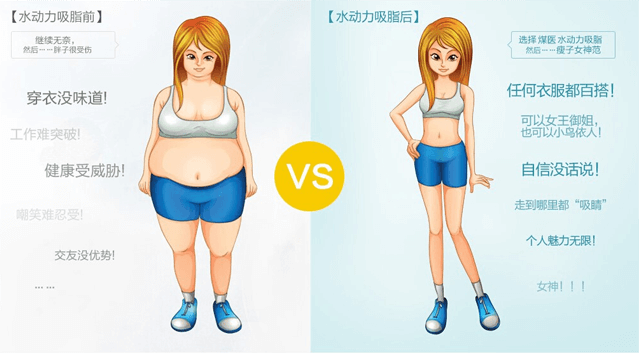 【水动力吸脂前】
继续无奈，
然后……胖子很受伤
穿衣没味道！
工作难突破！
健康受威胁！
嘲笑难忍受！
交友没优势！
... ...
VS
【水动力吸脂后】
选择 煤医 水动力吸脂
然后……瘦子女神范
任何衣服都百搭！
可以女王御姐，
也可以小鸟依人！
自信没话说！
走到哪里都“吸睛”
个人魅力无限！
女神！！！